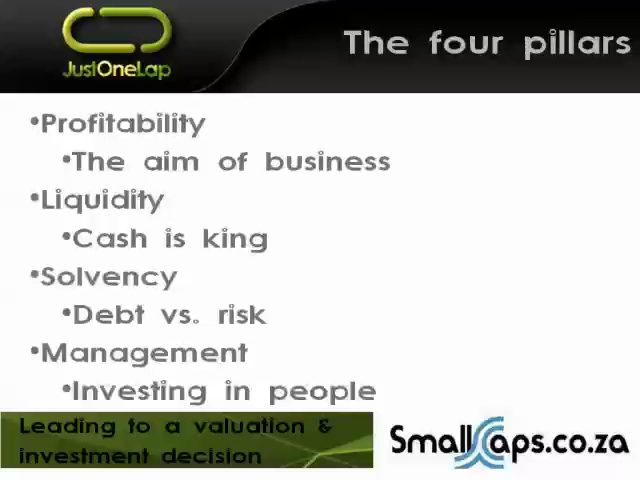 JustOneLap
The four pillars
•Profitability
•The aim of business
•Liquidity
•Cash is king
•Solvency
•Debt vs. risk
•Management
•Investing in people
Leading to a valuation &
investment decision
SmallCaps.co.za